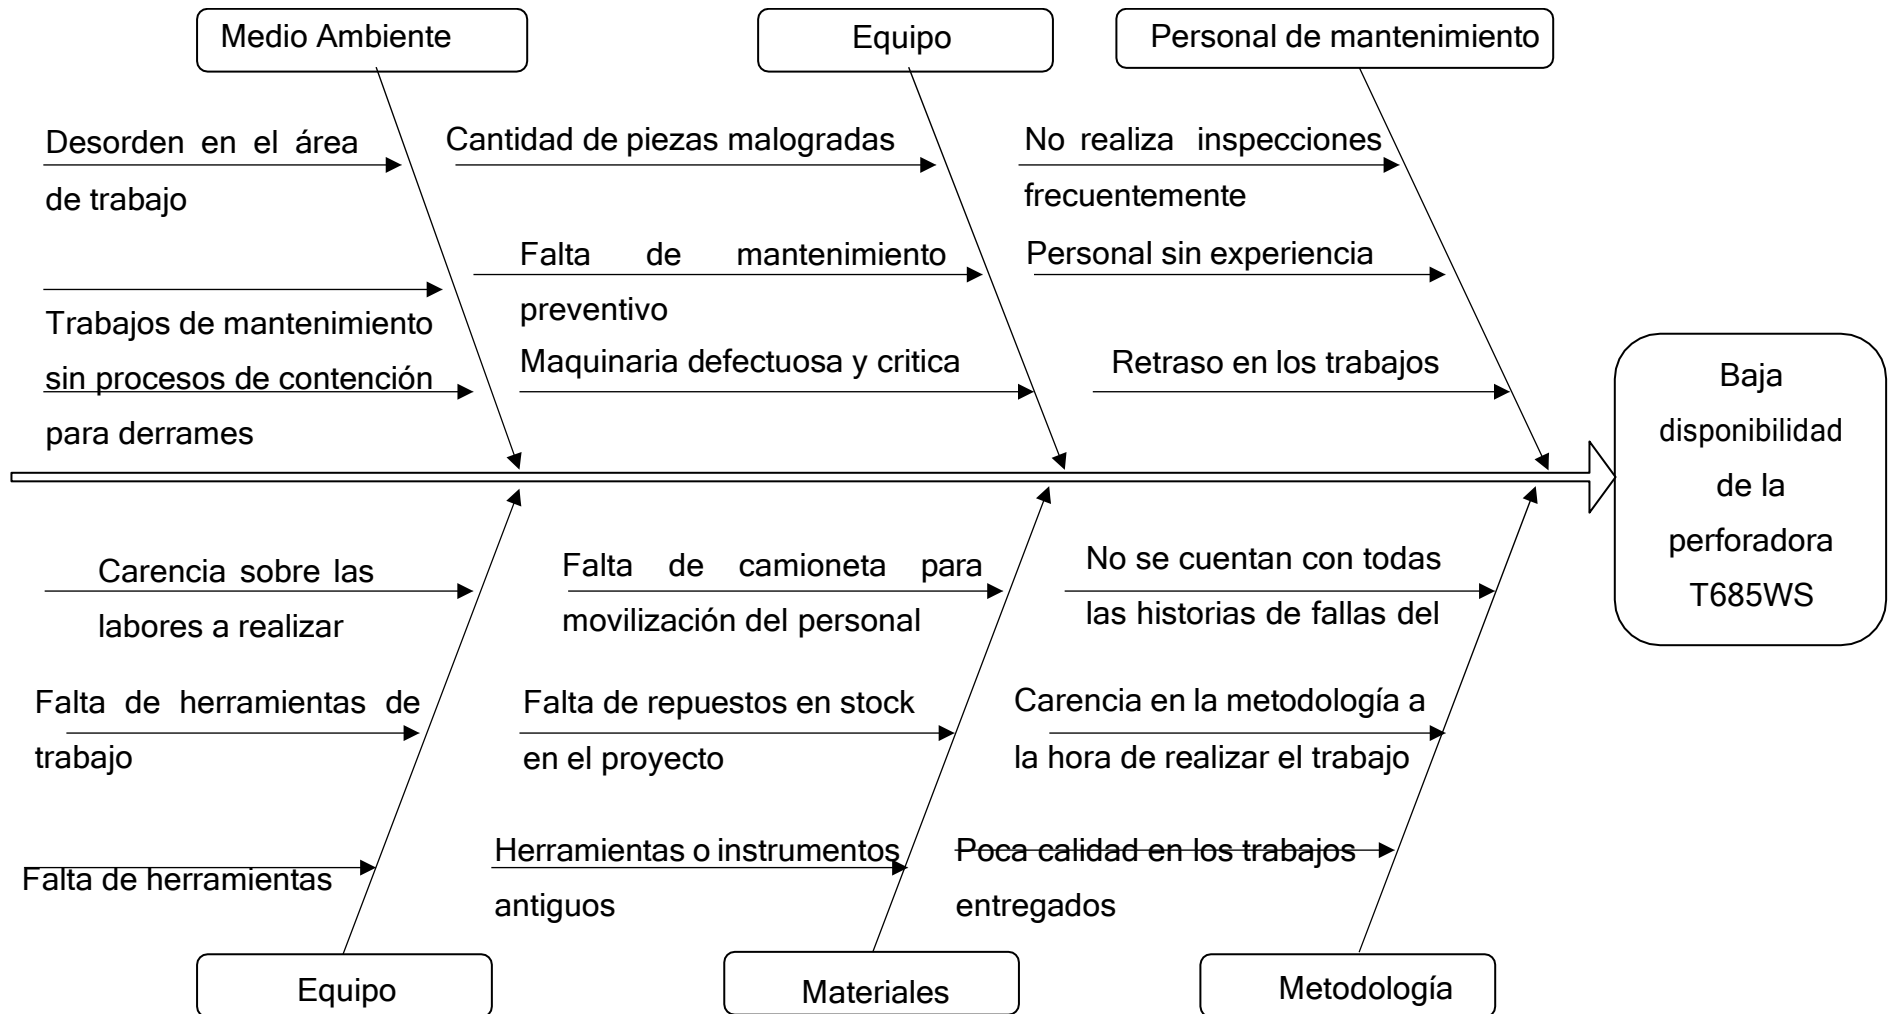 Medio Ambiente
Equipo
Personal de mantenimiento
Desorden en el área
de trabajo
Trabajos de mantenimiento
sin procesos de contención
para derrames
Cantidad de piezas malogradas
Falta de mantenimiento
preventivo
Maquinaria defectuosa y critica
No realiza inspecciones
frecuentemente
Personal sin experiencia
Retraso en los trabajos
Baja
disponibilidad
de la
perforadora
T685WS
Carencia sobre las
labores a realizar
Falta de herramientas de
trabajo
Falta de herramientas
Falta de camioneta para
movilización del personal
Falta de repuestos en stock
en el proyecto
Herramientas o instrumentos
antiguos
No se cuentan con todas
las historias de fallas del
Carencia en la metodología a
la hora de realizar el trabajo
Poca calidad en los trabajos
entregados
Equipo
Materiales
Metodología